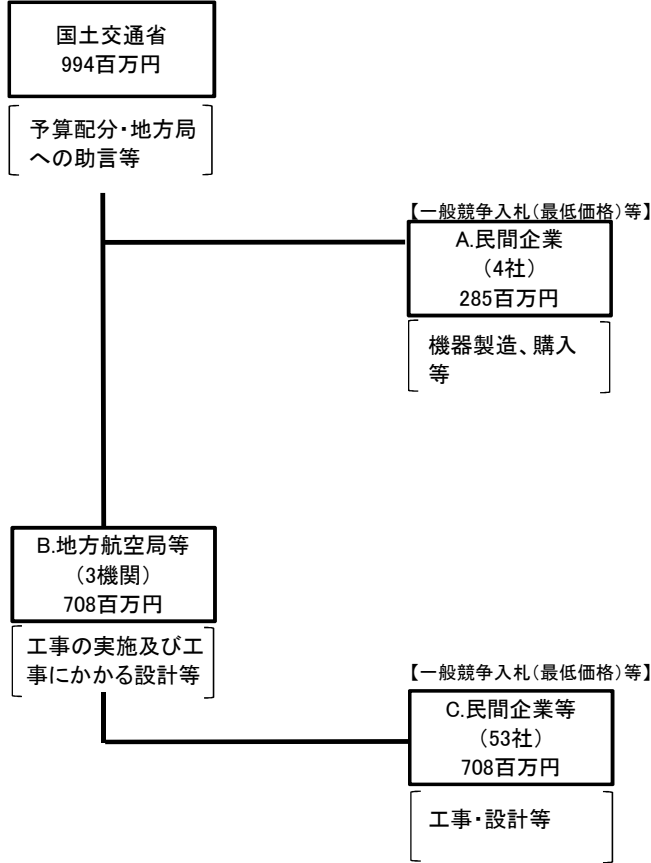 国土交通省
994百万円
予算配分・地方局
への助言等
【一般競争入札(最低価格)等】
A.民間企業
(4社)
285百万円
機器製造、購入
等
B.地方航空局等
(3機関)
708百万円
工事の実施及び工
事にかかる設計等
【一般競争入札(最低価格)等】
C.民間企業等
(53社)
708百万円
工事・設計等